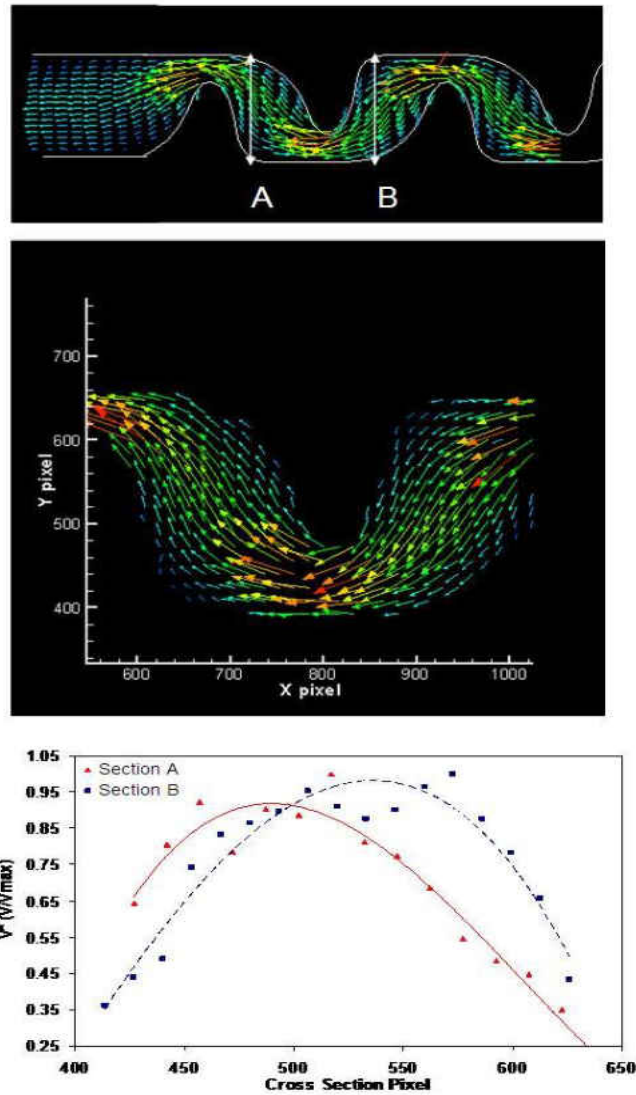 A B
700
600
500
400
Y pixel
600 700 800 900 1000
X pixel
1.05
0.95
0.85
0.75
0.65
0.55
0.45
0.35
0.25
V* (V/Vmax)
Section A
Section B
400 450 500 550 600 650
Cross Section Pixel